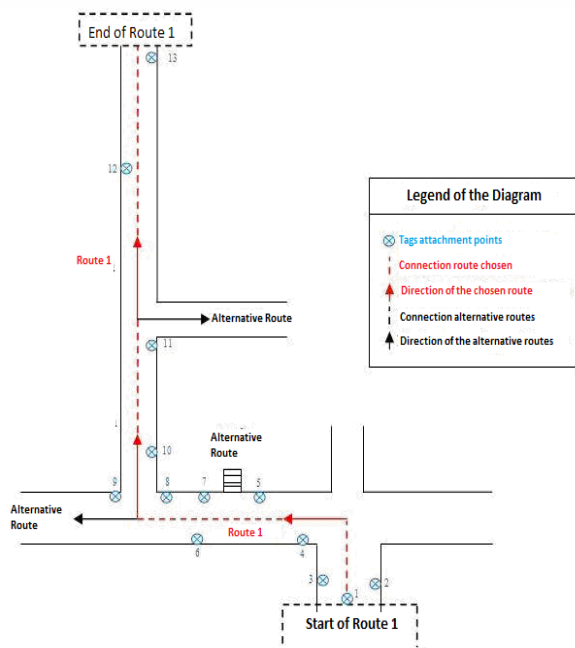 End of Route 1
13
12
Legend of the Diagram
Tags attachment points
Connection route chosen
Direction of the chosen route
Connection alternative routes
Direction of the alternative routes
Route 1
Alternative Route
11
Alternative
Route
10
9
8
7
5
Alternative
Route
Route 1
6
4
3
2
1
Start of Route 1